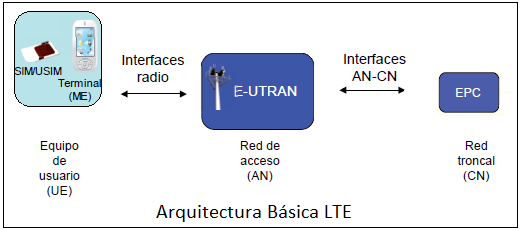 SIM/USIM
Terminal
(ME)
Interfaces
radio
E-UTRAN
Interfaces
AN-CN
EPC
Equipo
de
usuario
(UE)
Red de
acceso
(AN)
Red
troncal
(CN)
Arquitectura Básica LTE